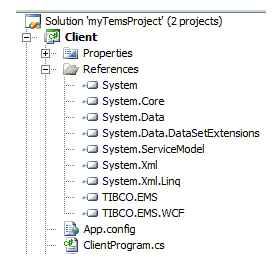 Solution 'myTemsProject' (2 projects)
Client
Properties
References
System
System.Core
System.Data
System.Data.DataSetExtensions
System.ServiceModel
System.Xml
System.Xml.Linq
TIBCO.EMS
TIBCO.EMS.WCF
App.config
ClientProgram.cs